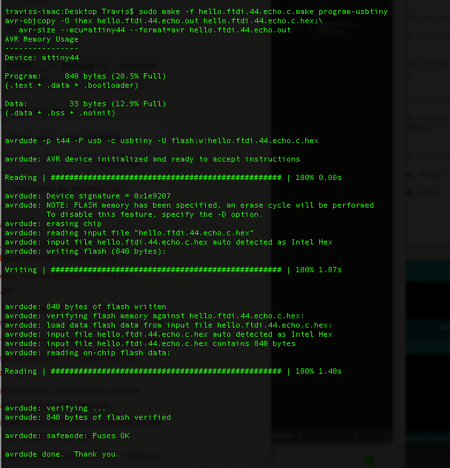 traviss-imac:Desktop Travis$ sudo make -f hello.ftdi.44.echo.c.make program-usbtiny
avr-objcopy -O ihex hello.ftdi.44.echo.out hello.ftdi.44.echo.c.hex;\
avr-size --mcu=attiny44 --format=avr hello.ftdi.44.echo.out
AVR Memory Usage
----------------
Device: attiny44
Program: 840 bytes (20.5% Full)
(.text + .data + .bootloader)
Data: 33 bytes (12.9% Full)
(.data + .bss + .noinit)
avrdude -p t44 -P usb -c usbtiny -U flash:w:hello.ftdi.44.echo.c.hex
avrdude: AVR device initialized and ready to accept instructions
Reading | ################################################## | 100% 0.00s
avrdude: Device signature = 0x1e9207
avrdude: NOTE: FLASH memory has been specified, an erase cycle will be performed
To disable this feature, specify the -D option.
avrdude: erasing chip
avrdude: reading input file "hello.ftdi.44.echo.c.hex"
avrdude: input file hello.ftdi.44.echo.c.hex auto detected as Intel Hex
avrdude: writing flash (840 bytes):
Writing | ################################################## | 100% 1.87s
avrdude: 840 bytes of flash written
avrdude: verifying flash memory against hello.ftdi.44.echo.c.hex:
avrdude: load data flash data from input file hello.ftdi.44.echo.c.hex:
avrdude: input file hello.ftdi.44.echo.c.hex auto detected as Intel Hex
avrdude: input file hello.ftdi.44.echo.c.hex contains 840 bytes
avrdude: reading on-chip flash data:
Reading | ################################################## | 100% 1.40s
avrdude: verifying ...
avrdude: 840 bytes of flash verified
avrdude: safemode: Fuses OK
avrdude done. Thank you.